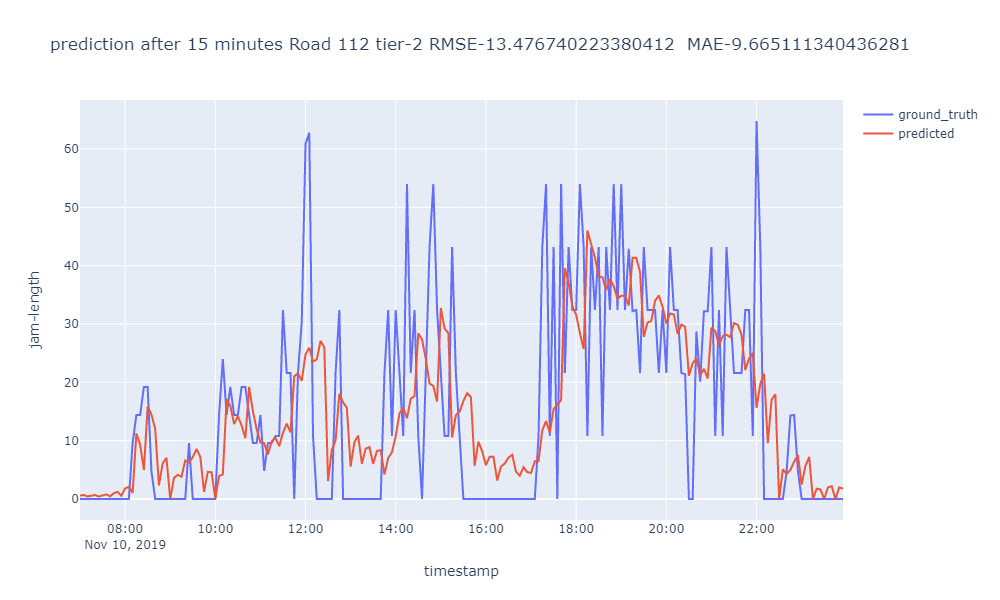 prediction after 15 minutes Road 112 tier-2 RMSE-13.476740223380412  MAE-9.665111340436281
ground_truth
predicted
60
50
40
30
20
10
0
jam-length
08:00 10:00 12:00 14:00 16:00 18:00 20:00 22:00
Nov 10, 2019
timestamp